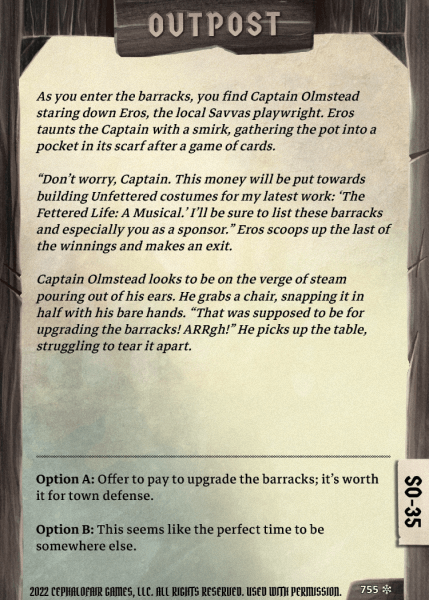 OUTPOST
As you enter the barracks, you find Captain Olmstead
staring down Eros, the local Savvas playwright. Eros
taunts the Captain with a smirk, gathering the pot into a
pocket in its scarf after a game of cards.
“Don’t worry, Captain. This money will be put towards
building Unfettered costumes for my latest work: ‘The
Fettered Life: A Musical.’ I’ll be sure to list these barracks
and especially you as a sponsor.” Eros scoops up the last of
the winnings and makes an exit.
Captain Olmstead looks to be on the verge of steam
pouring out of his ears. He grabs a chair, snapping it in
half with his bare hands. “That was supposed to be for
upgrading the barracks! ARRgh!” He picks up the table,
struggling to tear it apart.
Option A: Offer to pay to upgrade the barracks; it’s worth
it for town defense.
Option B: This seems like the perfect time to be
somewhere else.
SO-35
2022 CEPHALOFAIR GAMES, LLC. ALL RIGHTS RESERVED. USED WITH PERMISSION.
755